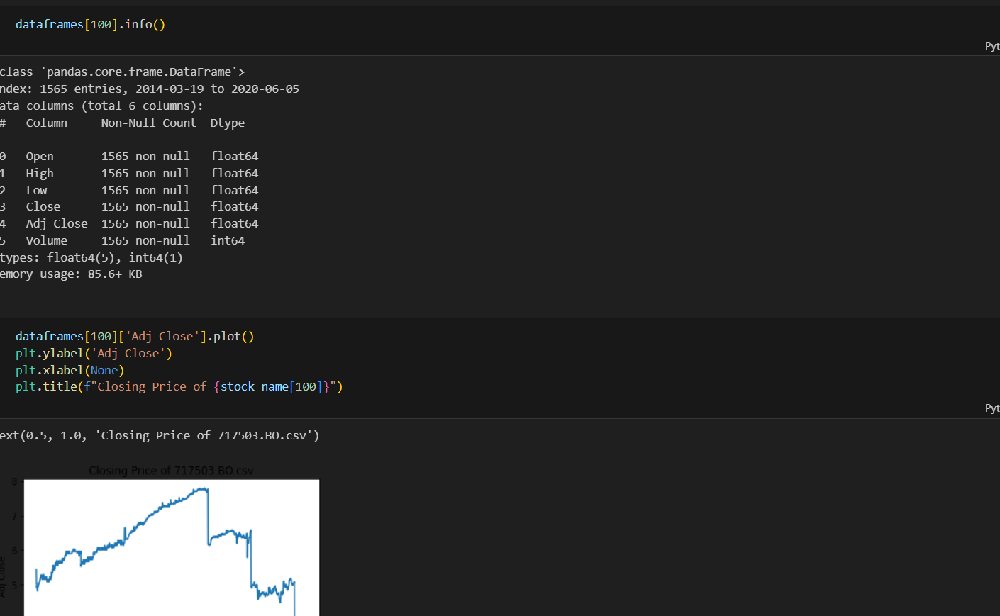 dataframes[100].info()
Pyt
class 'pandas.core.frame.DataFrame'>
ndex: 1565 entries, 2014-03-19 to 2020-06-05
ata columns (total 6 columns):
#   Column     Non-Null Count  Dtype
--  ------     --------------  -----
0   Open       1565 non-null   float64
1   High       1565 non-null   float64
2   Low        1565 non-null   float64
3   Close      1565 non-null   float64
4   Adj Close  1565 non-null   float64
5   Volume     1565 non-null   int64
types: float64(5), int64(1)
emory usage: 85.6+ KB
dataframes[100]['Adj Close'].plot()
plt.ylabel('Adj Close')
plt.xlabel(None)
plt.title(f"Closing Price of {stock_name[100]}")
Pyt
ext(0.5, 1.0, 'Closing Price of 717503.BO.csv')
Closing Price of 717503.BO.csv
8
7
6
5
Adj Close